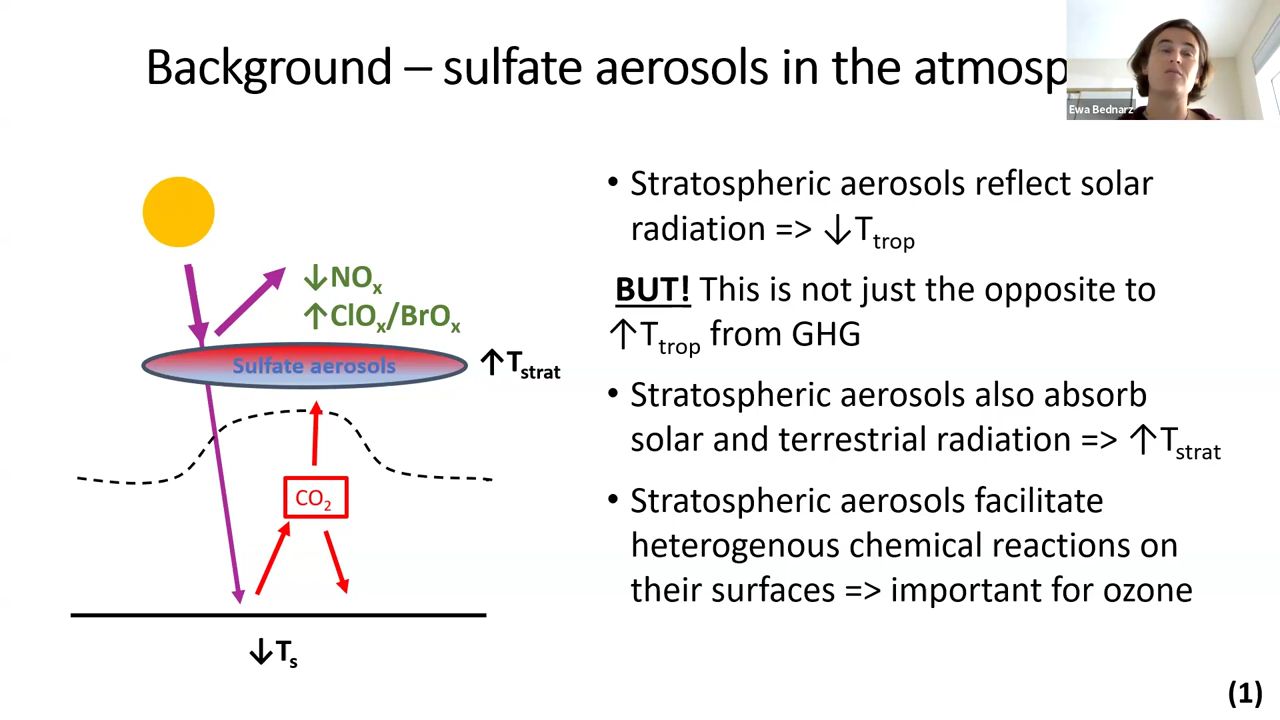 Background – sulfate aerosols in the atmosp
Ewa Bednarz
↓NOₓ
↑ClOₓ/BrOₓ
Sulfate aerosols
↑Tstrat
CO₂
↓Ts
• Stratospheric aerosols reflect solar
radiation => ↓Ttrop
BUT! This is not just the opposite to
↑Ttrop from GHG
• Stratospheric aerosols also absorb
solar and terrestrial radiation => ↑Tstrat
• Stratospheric aerosols facilitate
heterogenous chemical reactions on
their surfaces => important for ozone
(1)